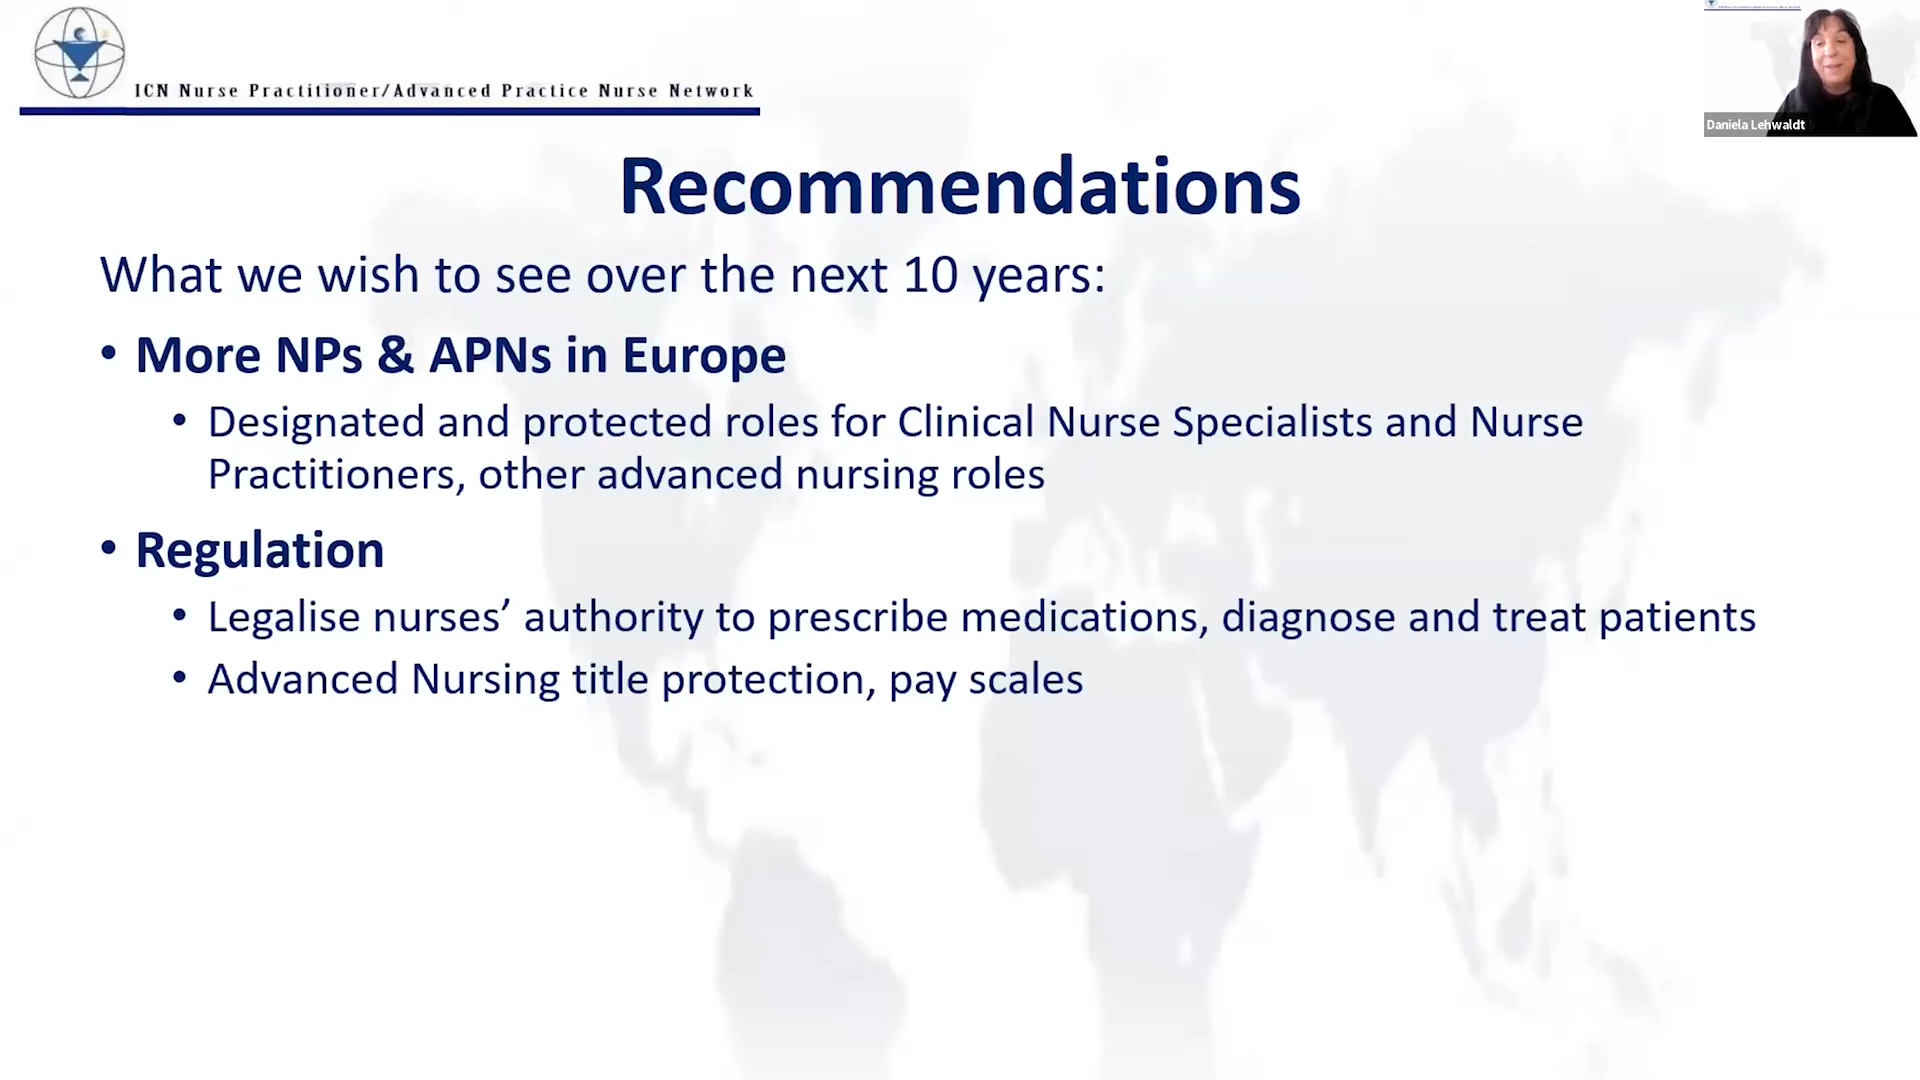 ICN Nurse Practitioner/Advanced Practice Nurse Network
Daniela Lehwaldt
Recommendations
What we wish to see over the next 10 years:
• More NPs & APNs in Europe
• Designated and protected roles for Clinical Nurse Specialists and Nurse
Practitioners, other advanced nursing roles
• Regulation
• Legalise nurses’ authority to prescribe medications, diagnose and treat patients
• Advanced Nursing title protection, pay scales